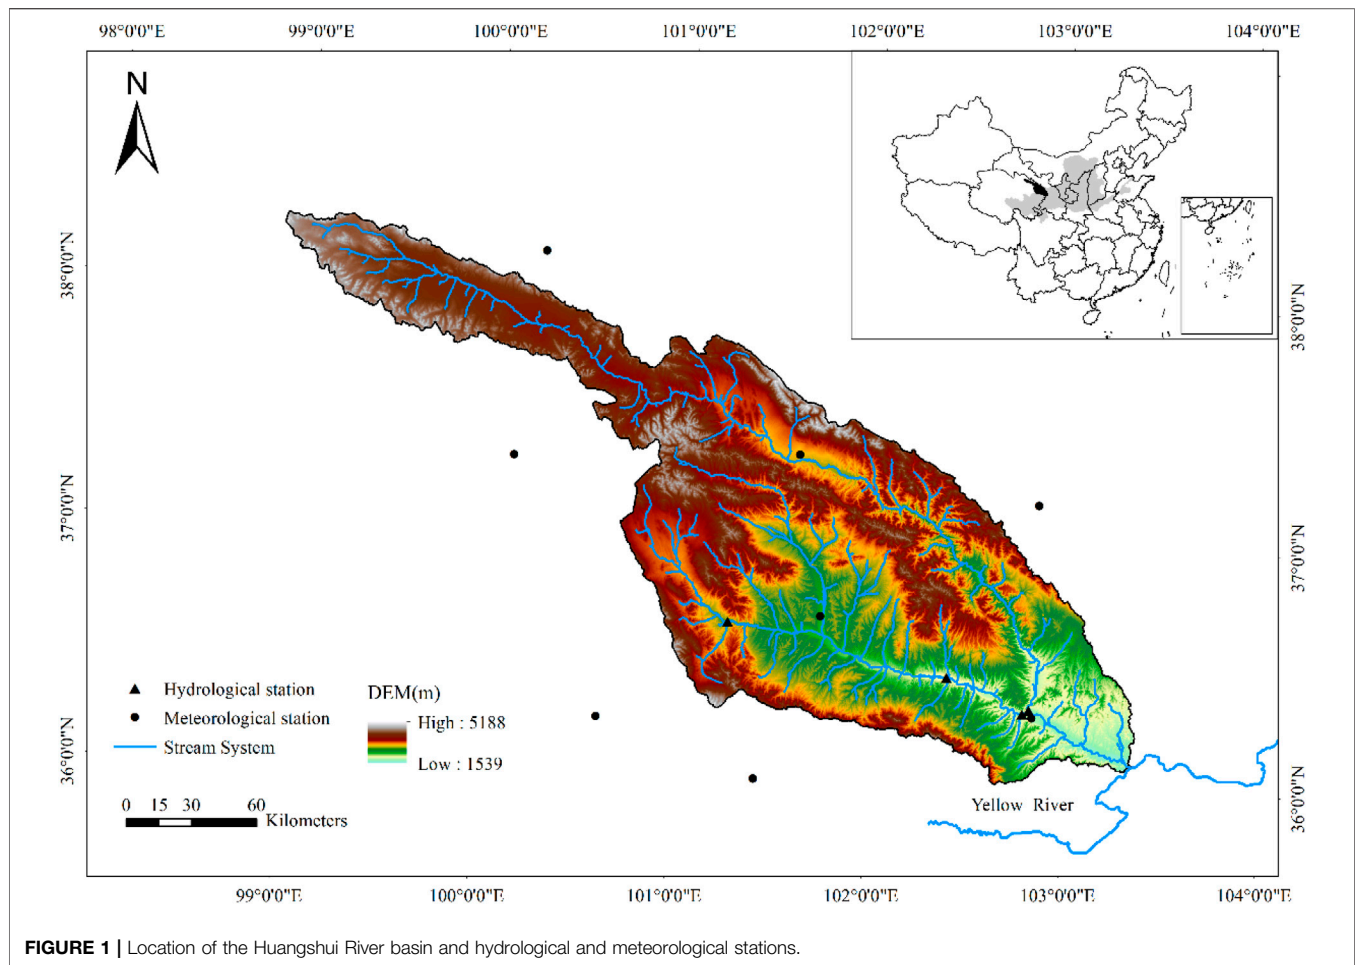 98°0'0"E 99°0'0"E 100°0'0"E 101°0'0"E 102°0'0"E 103°0'0"E 104°0'0"E
N
38°0'0"N
38°0'0"N
37°0'0"N
37°0'0"N
36°0'0"N
36°0'0"N
Hydrological station
Meteorological station
Stream System
DEM(m)
High : 5188
Low : 1539
0 15 30 60
Kilometers
Yellow River
99°0'0"E 100°0'0"E 101°0'0"E 102°0'0"E 103°0'0"E 104°0'0"E
FIGURE 1 | Location of the Huangshui River basin and hydrological and meteorological stations.